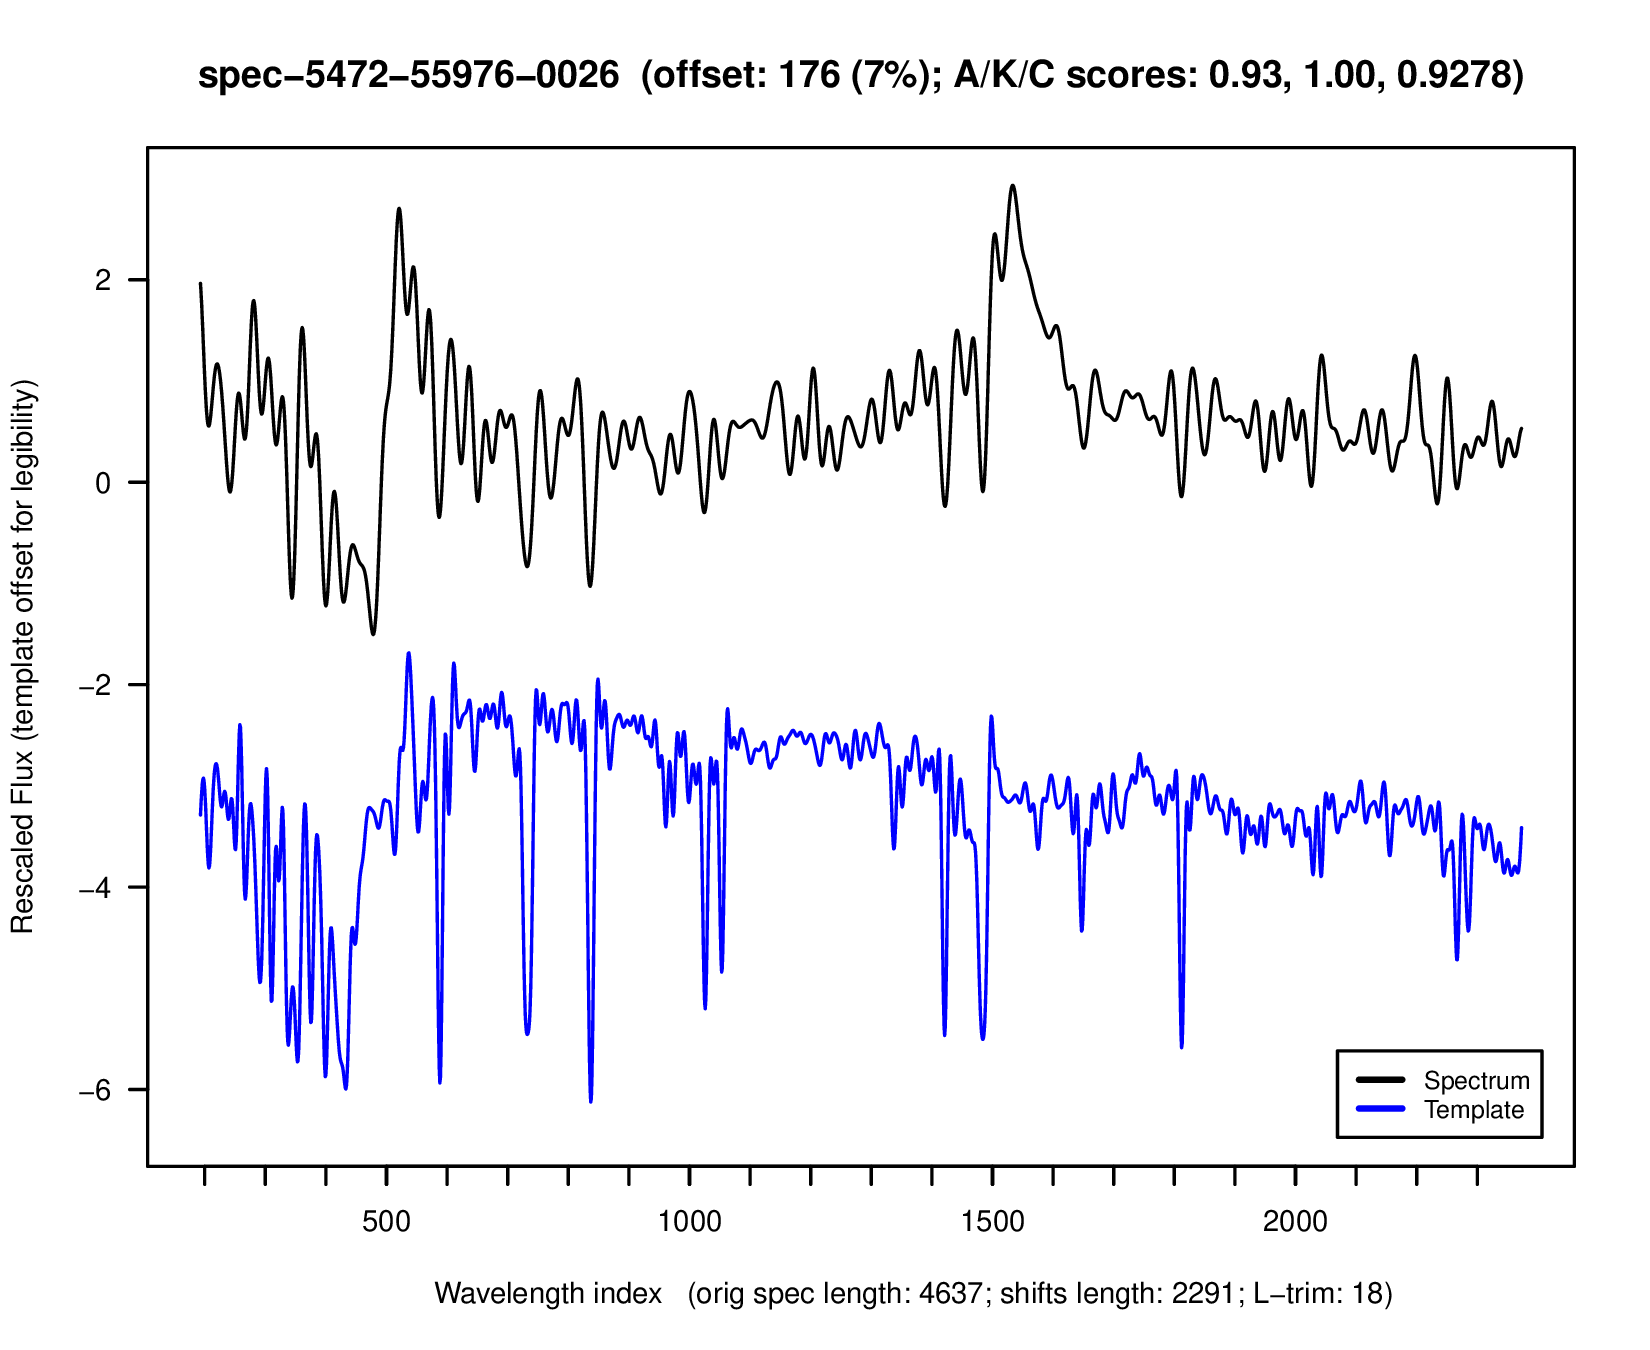 spec−5472−55976−0026 (offset: 176 (7%); A/K/C scores: 0.93, 1.00, 0.9278)
Rescaled Flux (template offset for legibility)
2
0
−2
−4
−6
Spectrum
Template
500 1000 1500 2000
Wavelength index (orig spec length: 4637; shifts length: 2291; L−trim: 18)